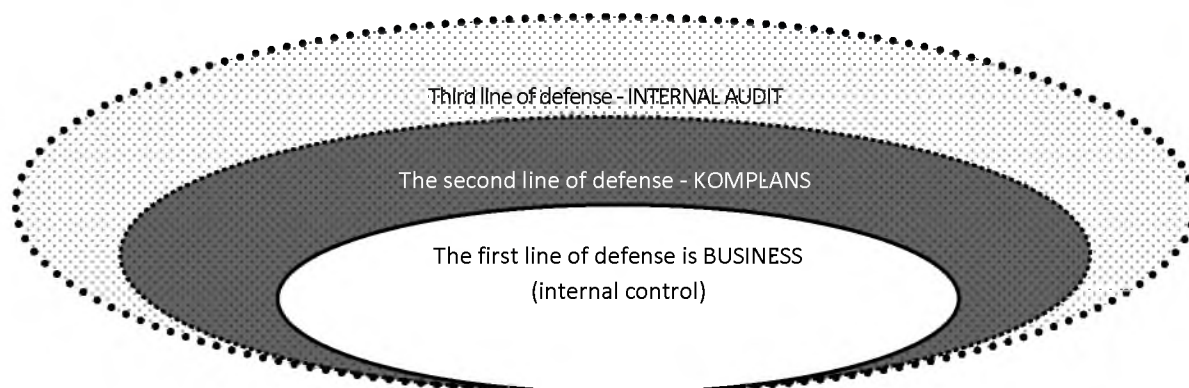 Third line of defense - INTERNAL AUDIT
The second line of defense - KOMPŁANS
The first line of defense is BUSINESS
(internal control)